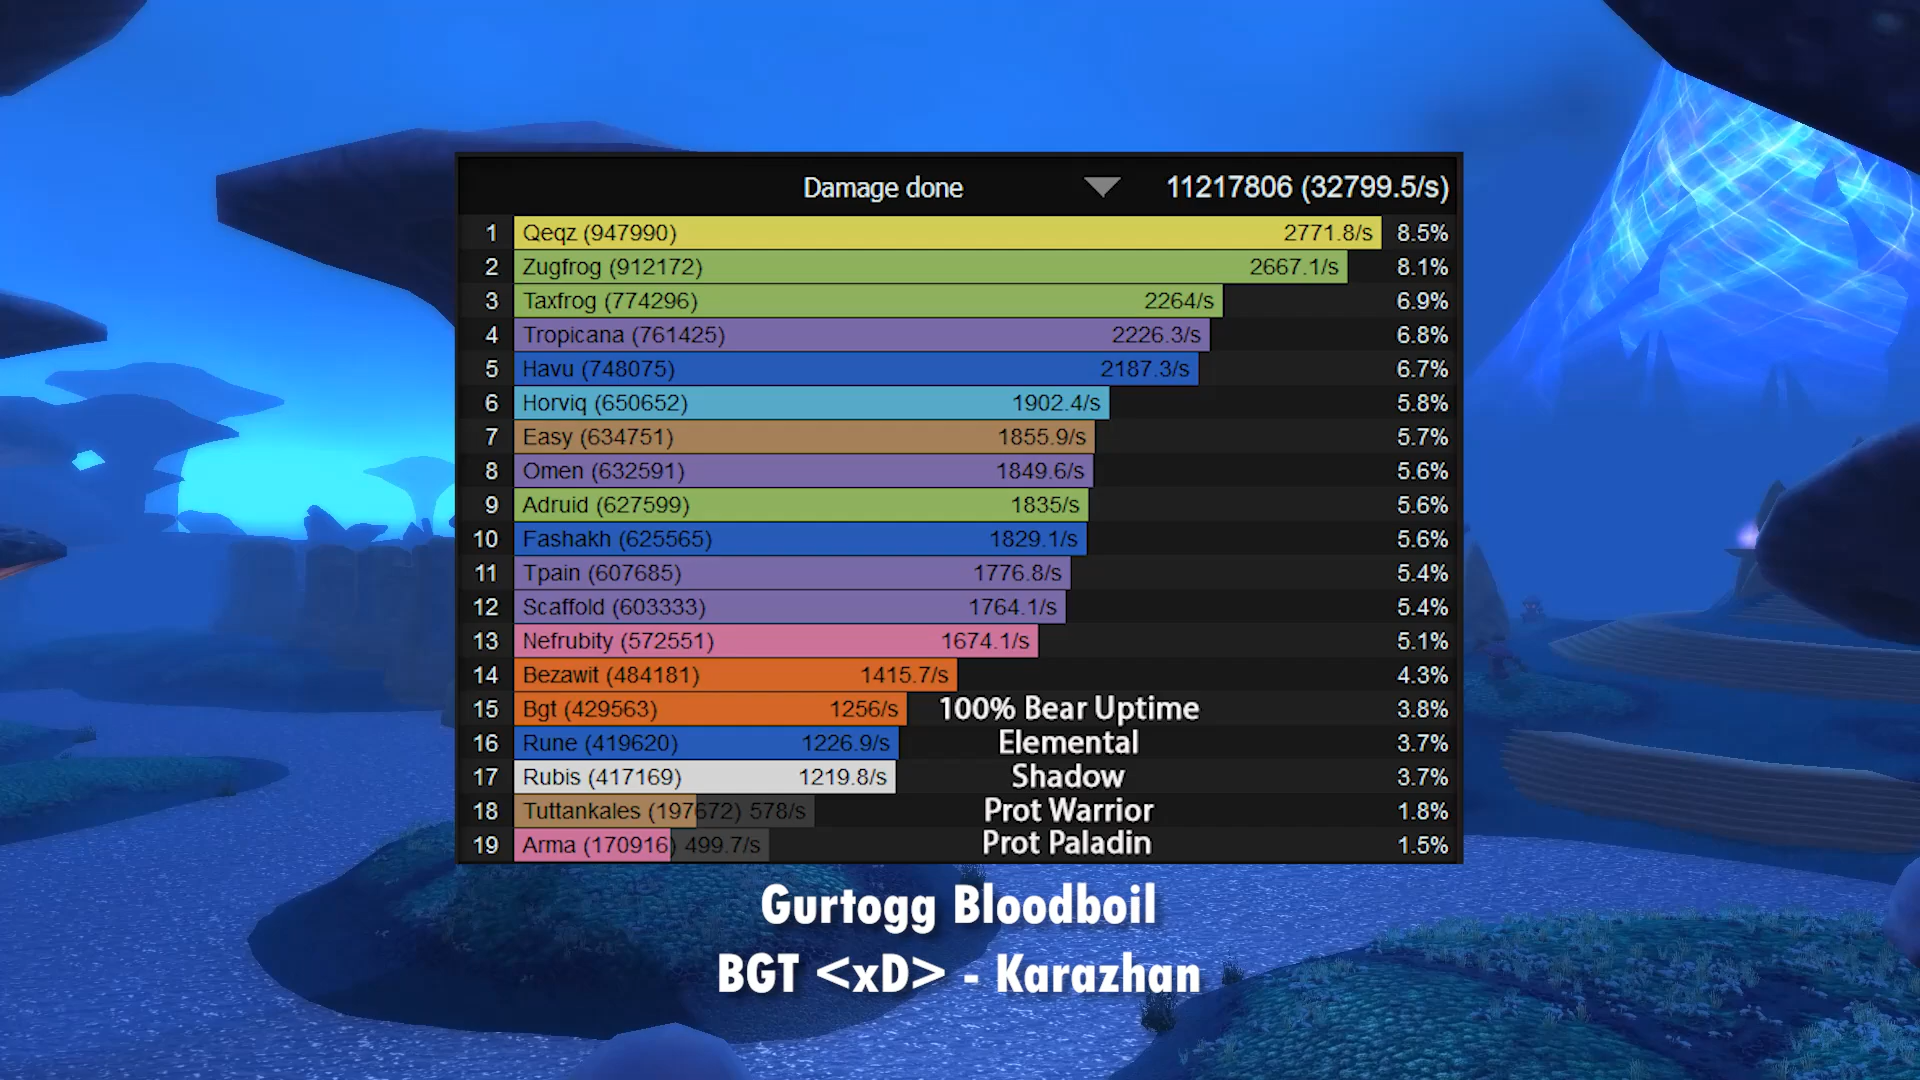 Damage done 11217806 (32799.5/s)
1 Qeqz (947990) 2771.8/s 8.5%
2 Zugfrog (912172) 2667.1/s 8.1%
3 Taxfrog (774296) 2264/s 6.9%
4 Tropicana (761425) 2226.3/s 6.8%
5 Havu (748075) 2187.3/s 6.7%
6 Horviq (650652) 1902.4/s 5.8%
7 Easy (634751) 1855.9/s 5.7%
8 Omen (632591) 1849.6/s 5.6%
9 Adruid (627599) 1835/s 5.6%
10 Fashakh (625565) 1829.1/s 5.6%
11 Tpain (607685) 1776.8/s 5.4%
12 Scaffold (603333) 1764.1/s 5.4%
13 Nefrubity (572551) 1674.1/s 5.1%
14 Bezawit (484181) 1415.7/s 4.3%
15 Bgt (429563) 1256/s 100% Bear Uptime 3.8%
16 Rune (419620) 1226.9/s Elemental 3.7%
17 Rubis (417169) 1219.8/s Shadow 3.7%
18 Tuttankales (197672) 578/s Prot Warrior 1.8%
19 Arma (170916) 499.7/s Prot Paladin 1.5%
Gurtogg Bloodboil
BGT <xD> - Karazhan